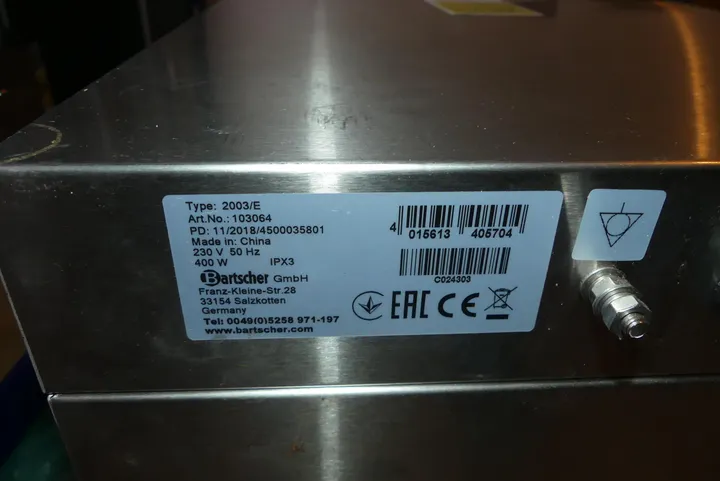 Type: 2003/E
Art.No.: 103064
PD: 11/2018/4500035801
Made in: China
230 V 50 Hz
400 W IPX3
Bartscher GmbH
Franz-Kleine-Str.28
33154 Salzkotten
Germany
Tel: 0049(0)5258 971-197
www.bartscher.com
4 015613 405704
C024303
EAC CE